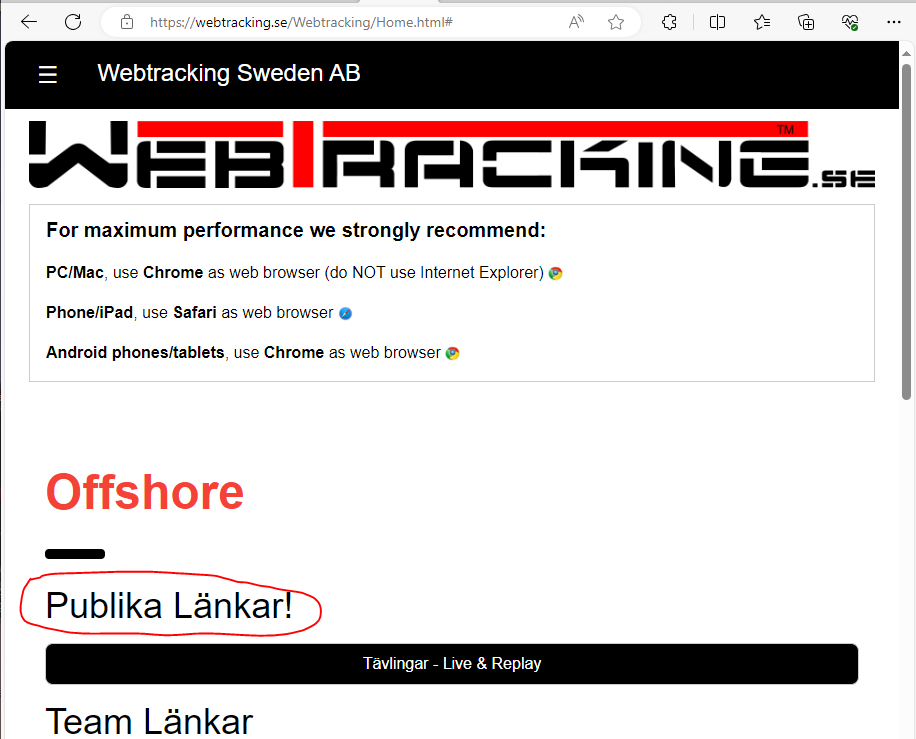 https://webtracking.se/Webtracking/Home.html#
Webtracking Sweden AB
WEBTRACKING.SE TM
For maximum performance we strongly recommend:
PC/Mac, use Chrome as web browser (do NOT use Internet Explorer)
Phone/iPad, use Safari as web browser
Android phones/tablets, use Chrome as web browser
Offshore
Publika Länkar!
Tävlingar - Live & Replay
Team Länkar